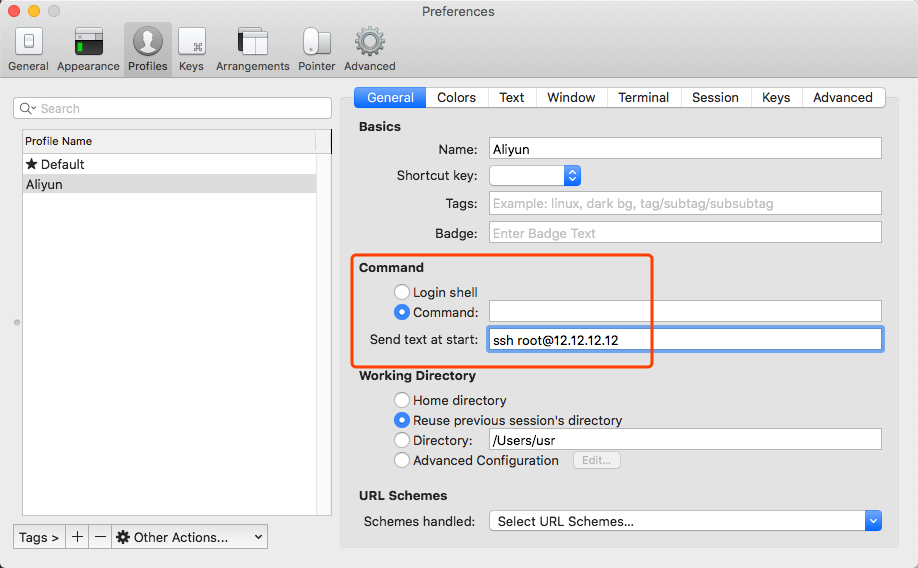 Preferences
General Appearance Profiles Keys Arrangements Pointer Advanced
Search
Profile Name
★ Default
Aliyun
Tags > + − Other Actions...
General Colors Text Window Terminal Session Keys Advanced
Basics
Name: Aliyun
Shortcut key:
Tags: Example: linux, dark bg, tag/subtag/subsubtag
Badge: Enter Badge Text
Command
Login shell
Command:
Send text at start: ssh root@12.12.12.12
Working Directory
Home directory
Reuse previous session's directory
Directory: /Users/usr
Advanced Configuration Edit...
URL Schemes
Schemes handled: Select URL Schemes...